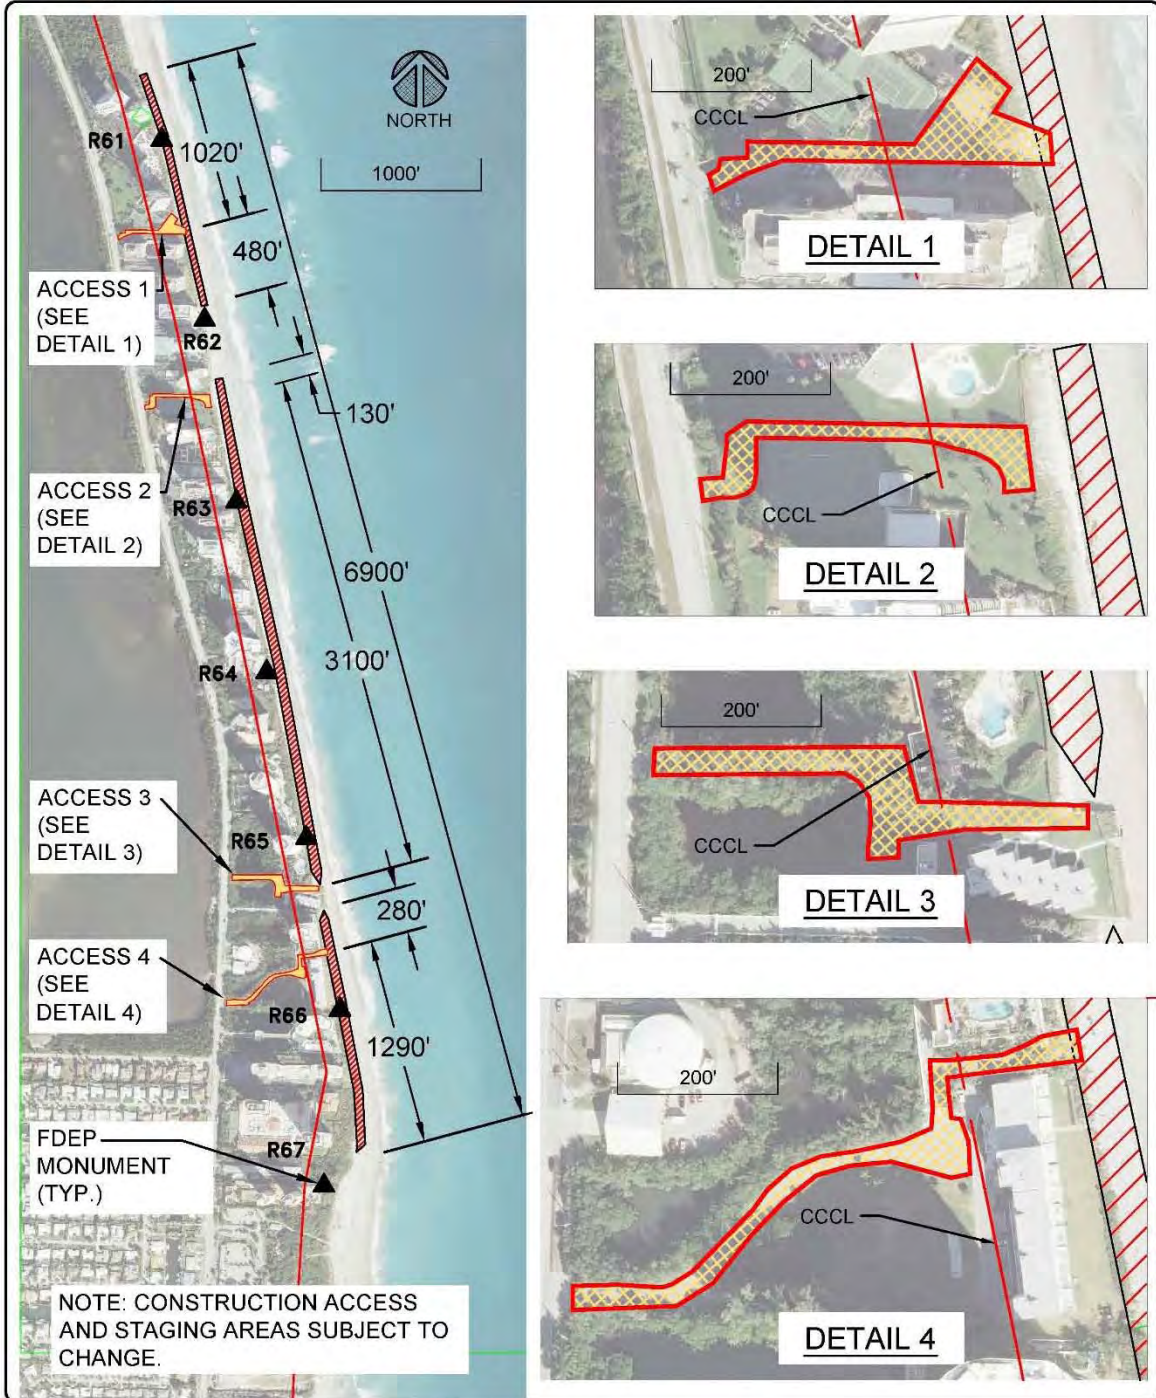 NORTH
1000'
R61
1020'
480'
ACCESS 1
(SEE
DETAIL 1)
R62
130'
ACCESS 2
(SEE
DETAIL 2)
R63
6900'
3100'
R64
ACCESS 3
(SEE
DETAIL 3)
R65
280'
ACCESS 4
(SEE
DETAIL 4)
R66
1290'
FDEP
MONUMENT
(TYP.)
R67
NOTE: CONSTRUCTION ACCESS
AND STAGING AREAS SUBJECT TO
CHANGE.
200'
CCCL
DETAIL 1
200'
CCCL
DETAIL 2
200'
CCCL
DETAIL 3
200'
CCCL
DETAIL 4